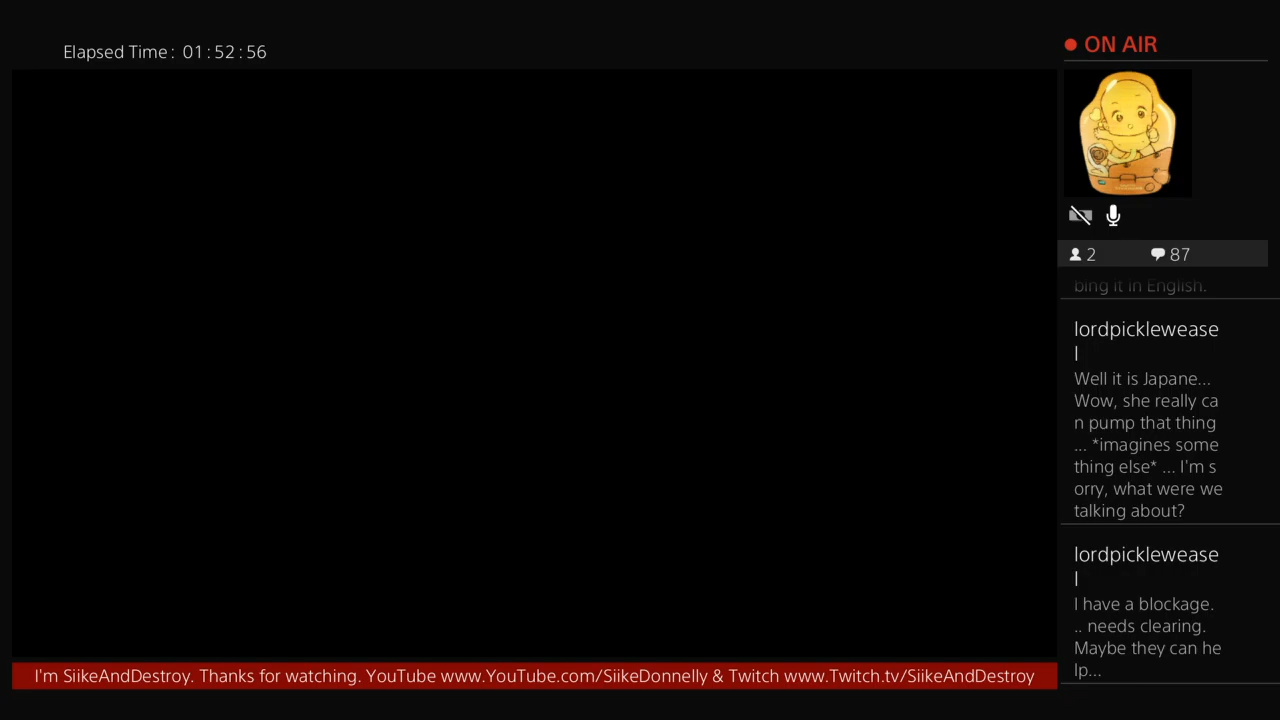 Elapsed Time: 01:52:56
ON AIR
2 87
bing it in English.
lordpicklewease
l
Well it is Japane...
Wow, she really ca
n pump that thing
... *imagines some
thing else* ... I'm s
orry, what were we
talking about?
lordpicklewease
l
I have a blockage.
.. needs clearing.
Maybe they can he
lp...
I'm SiikeAndDestroy. Thanks for watching. YouTube www.YouTube.com/SiikeDonnelly & Twitch www.Twitch.tv/SiikeAndDestroy